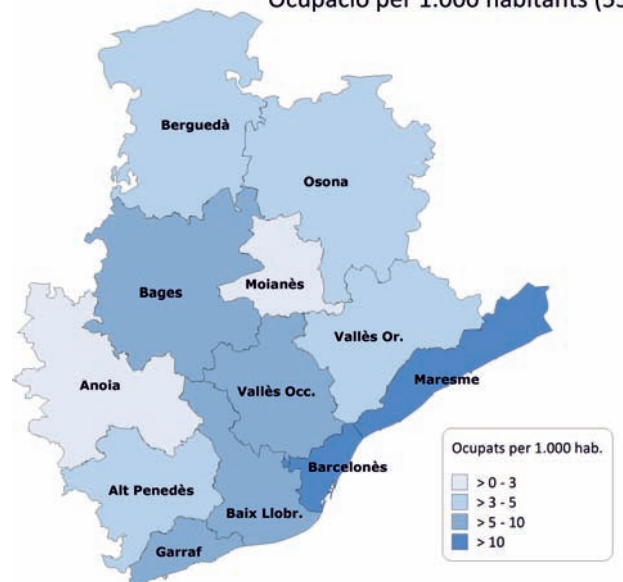 Ocupació per 1.000 habitants (55
Berguedà
Osona
Moianès
Bages
Vallès Or.
Anoia
Vallès Occ.
Maresme
Barcelonès
Alt Penedès
Baix Llobr.
Garraf
Ocupats per 1.000 hab.
> 0 - 3
> 3 - 5
> 5 - 10
> 10